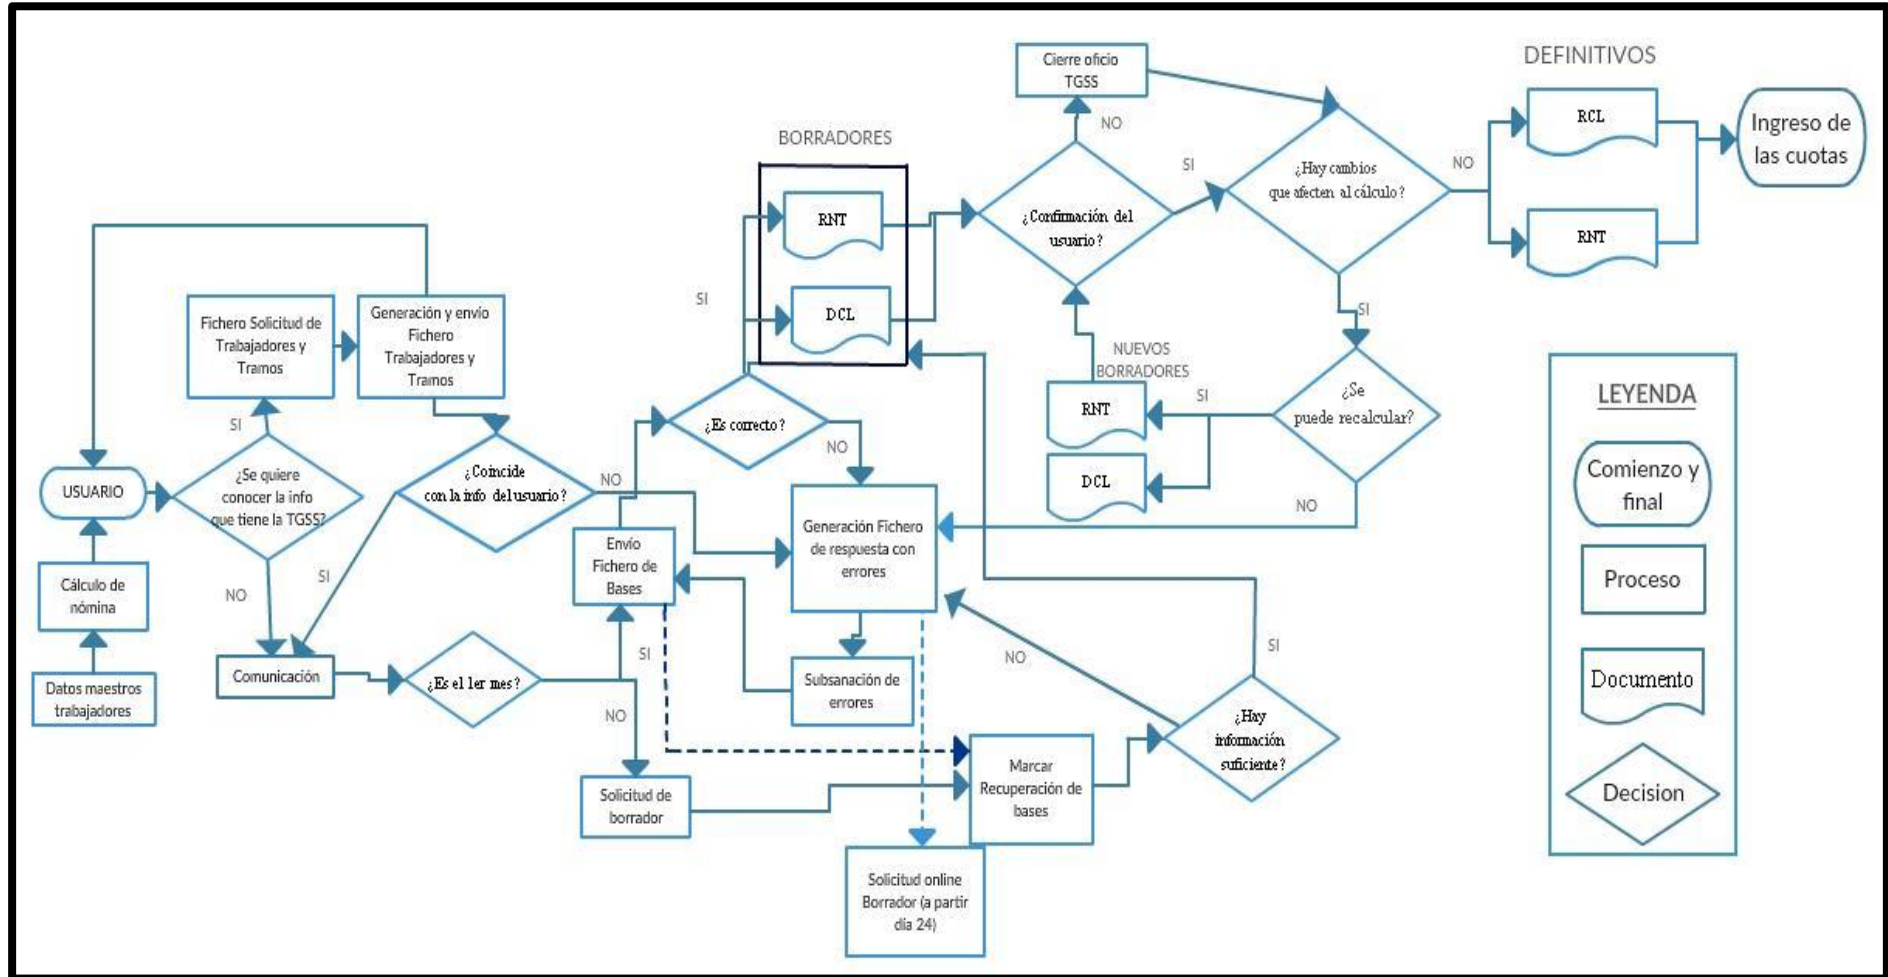 Cierre oficio
TGSS
DEFINITIVOS
RCL
Ingreso de
las cuotas
NO
BORRADORES
SI
¿Hay cambios
que afecten al cálculo?
NO
RNT
¿Confirmación del
usuario?
RNT
SI
DCL
SI
Fichero Solicitud de
Trabajadores y
Tramos
Generación y envío
Fichero
Trabajadores y
Tramos
NUEVOS
BORRADORES
LEYENDA
¿Se
puede recalcular?
SI
RNT
SI
¿Es correcto?
NO
¿Se quiere
conocer la info
que tiene la TGSS?
¿Coincide
con la info del usuario?
NO
Comienzo y
final
USUARIO
DCL
NO
Generación Fichero
de respuesta con
errores
Envío
Fichero de
Bases
Cálculo de
nómina
SI
NO
Proceso
SI
SI
NO
Comunicación
¿Es el 1er mes?
Subsanación de
errores
Documento
Datos maestros
trabajadores
NO
¿Hay
información
suficiente?
Marcar
Recuperación de
bases
Solicitud de
borrador
Decision
Solicitud online
Borrador (a partir
día 24)